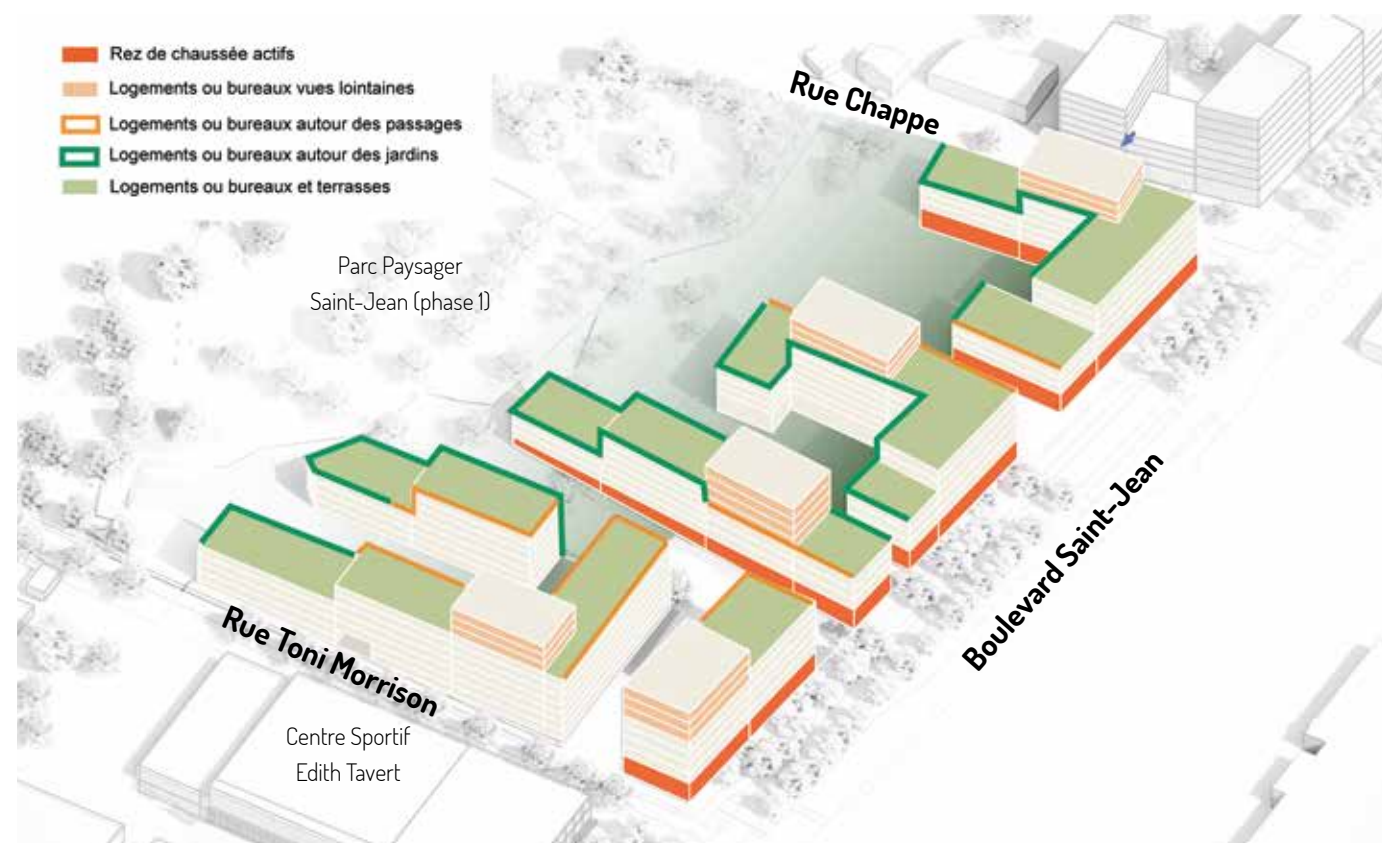 Rez de chaussée actifs
Logements ou bureaux vues lointaines
Logements ou bureaux autour des passages
Logements ou bureaux autour des jardins
Logements ou bureaux et terrasses
Rue Chappe
Parc Paysager
Saint-Jean (phase 1)
Boulevard Saint-Jean
Rue Toni Morrison
Centre Sportif
Edith Tavert